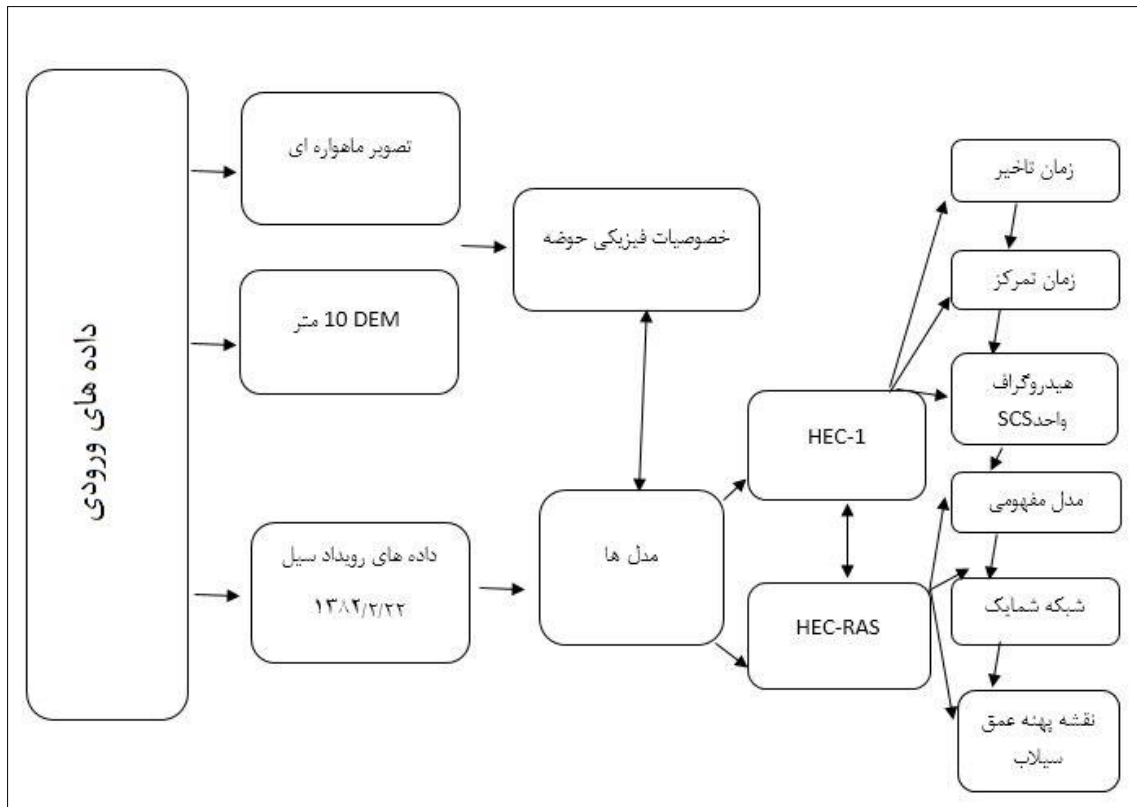 داده های ورودی
تصویر ماهواره ای
10 DEM متر
داده های رویداد سیل
۱۳۸۲/۲/۲۲
خصوصیات فیزیکی حوضه
مدل ها
HEC-1
HEC-RAS
زمان تاخیر
زمان تمرکز
هیدروگراف
واحدSCS
مدل مفهومی
شبکه شمایک
نقشه پهنه عمق
سیلاب